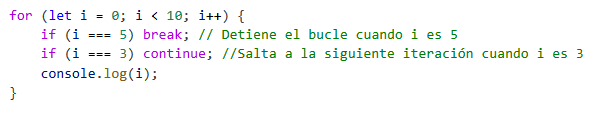 for (let i = 0; i < 10; i++) {
    if (i === 5) break; // Detiene el bucle cuando i es 5
    if (i === 3) continue; //Salta a la siguiente iteración cuando i es 3
    console.log(i);
}